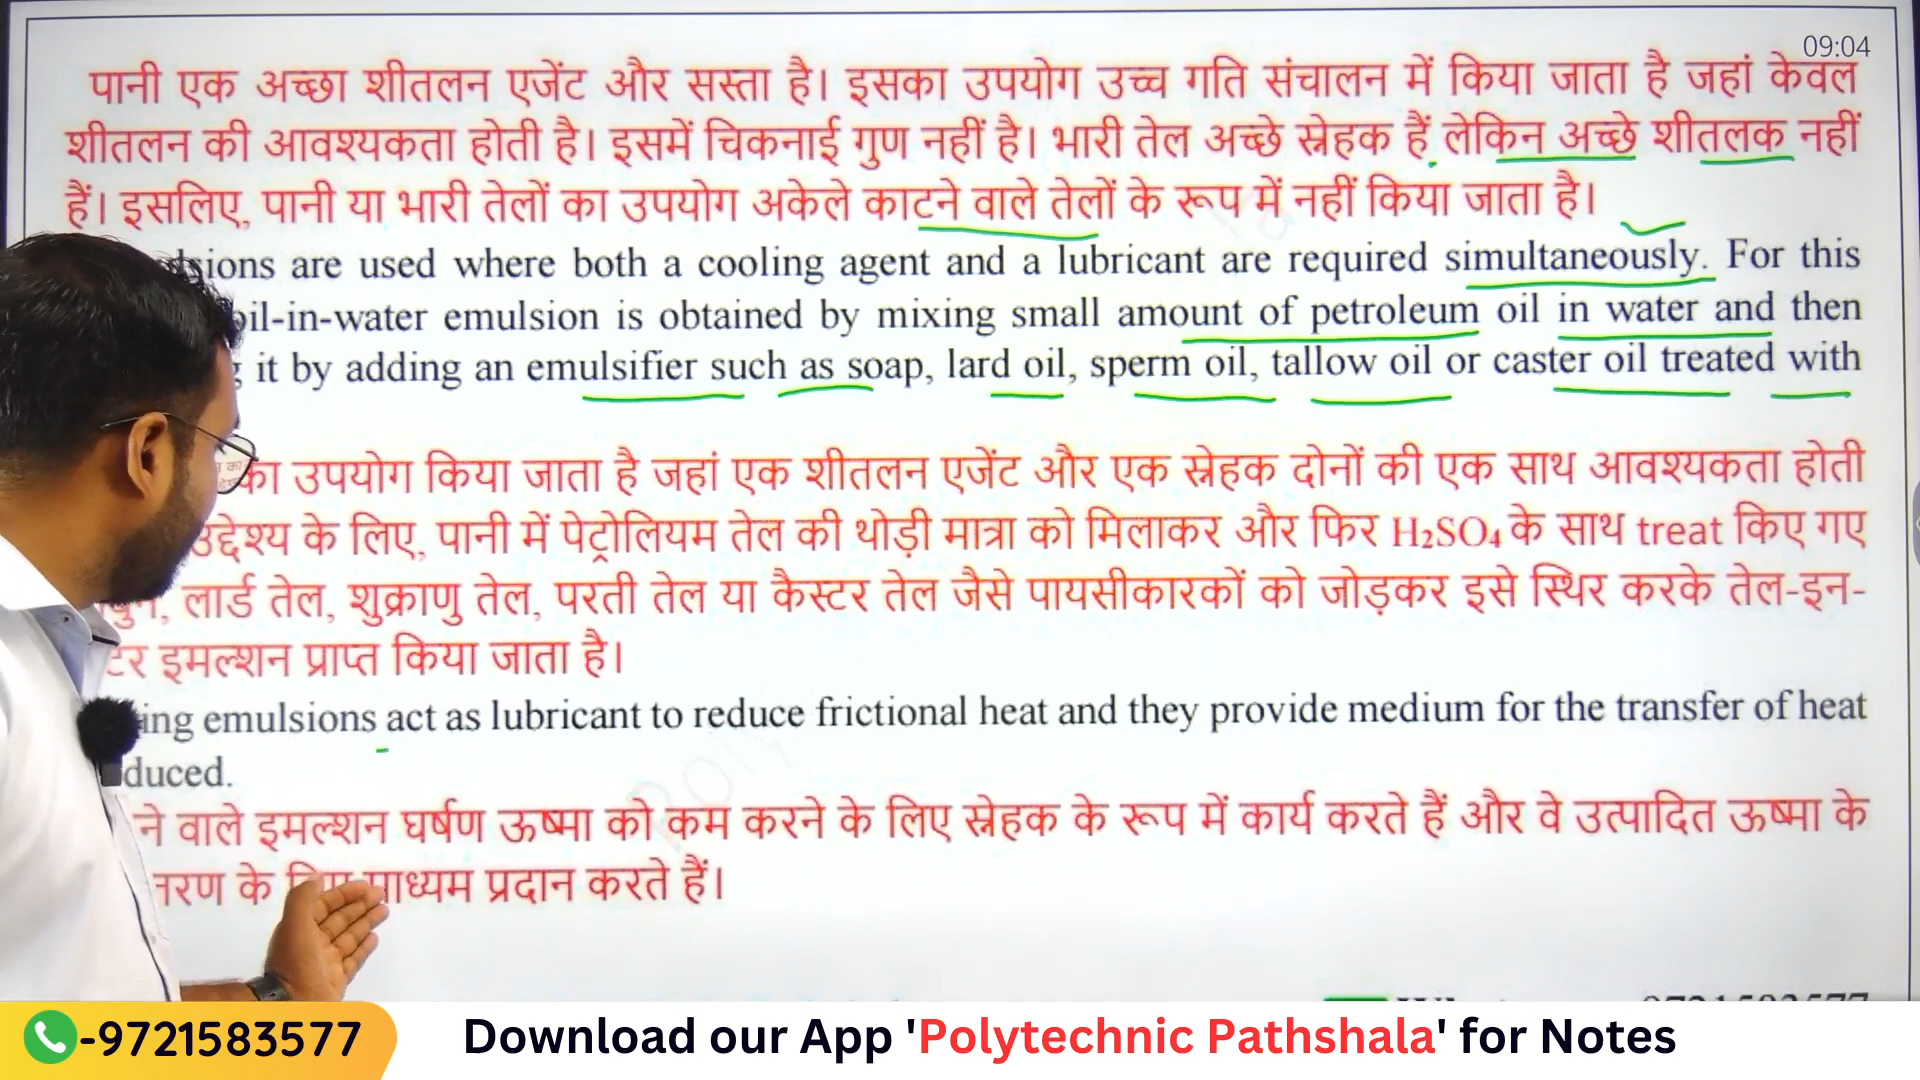 09:04
पानी एक अच्छा शीतलन एजेंट और सस्ता है। इसका उपयोग उच्च गति संचालन में किया जाता है जहां केवल
शीतलन की आवश्यकता होती है। इसमें चिकनाई गुण नहीं है। भारी तेल अच्छे स्नेहक हैं लेकिन अच्छे शीतलक नहीं
हैं। इसलिए, पानी या भारी तेलों का उपयोग अकेले काटने वाले तेलों के रूप में नहीं किया जाता है।
are used where both a cooling agent and a lubricant are required simultaneously. For this
oil-in-water emulsion is obtained by mixing small amount of petroleum oil in water and then
it by adding an emulsifier such as soap, lard oil, sperm oil, tallow oil or caster oil treated with
का उपयोग किया जाता है जहां एक शीतलन एजेंट और एक स्नेहक दोनों की एक साथ आवश्यकता होती
उद्देश्य के लिए, पानी में पेट्रोलियम तेल की थोड़ी मात्रा को मिलाकर और फिर H₂SO₄ के साथ treat किए गए
लार्ड तेल, शुक्राणु तेल, परती तेल या कैस्टर तेल जैसे पायसीकारकों को जोड़कर इसे स्थिर करके तेल-इन-
इमल्शन प्राप्त किया जाता है।
emulsions act as lubricant to reduce frictional heat and they provide medium for the transfer of heat
वाले इमल्शन घर्षण ऊष्मा को कम करने के लिए स्नेहक के रूप में कार्य करते हैं और वे उत्पादित ऊष्मा के
के माध्यम प्रदान करते हैं।
-9721583577
Download our App 'Polytechnic Pathshala' for Notes